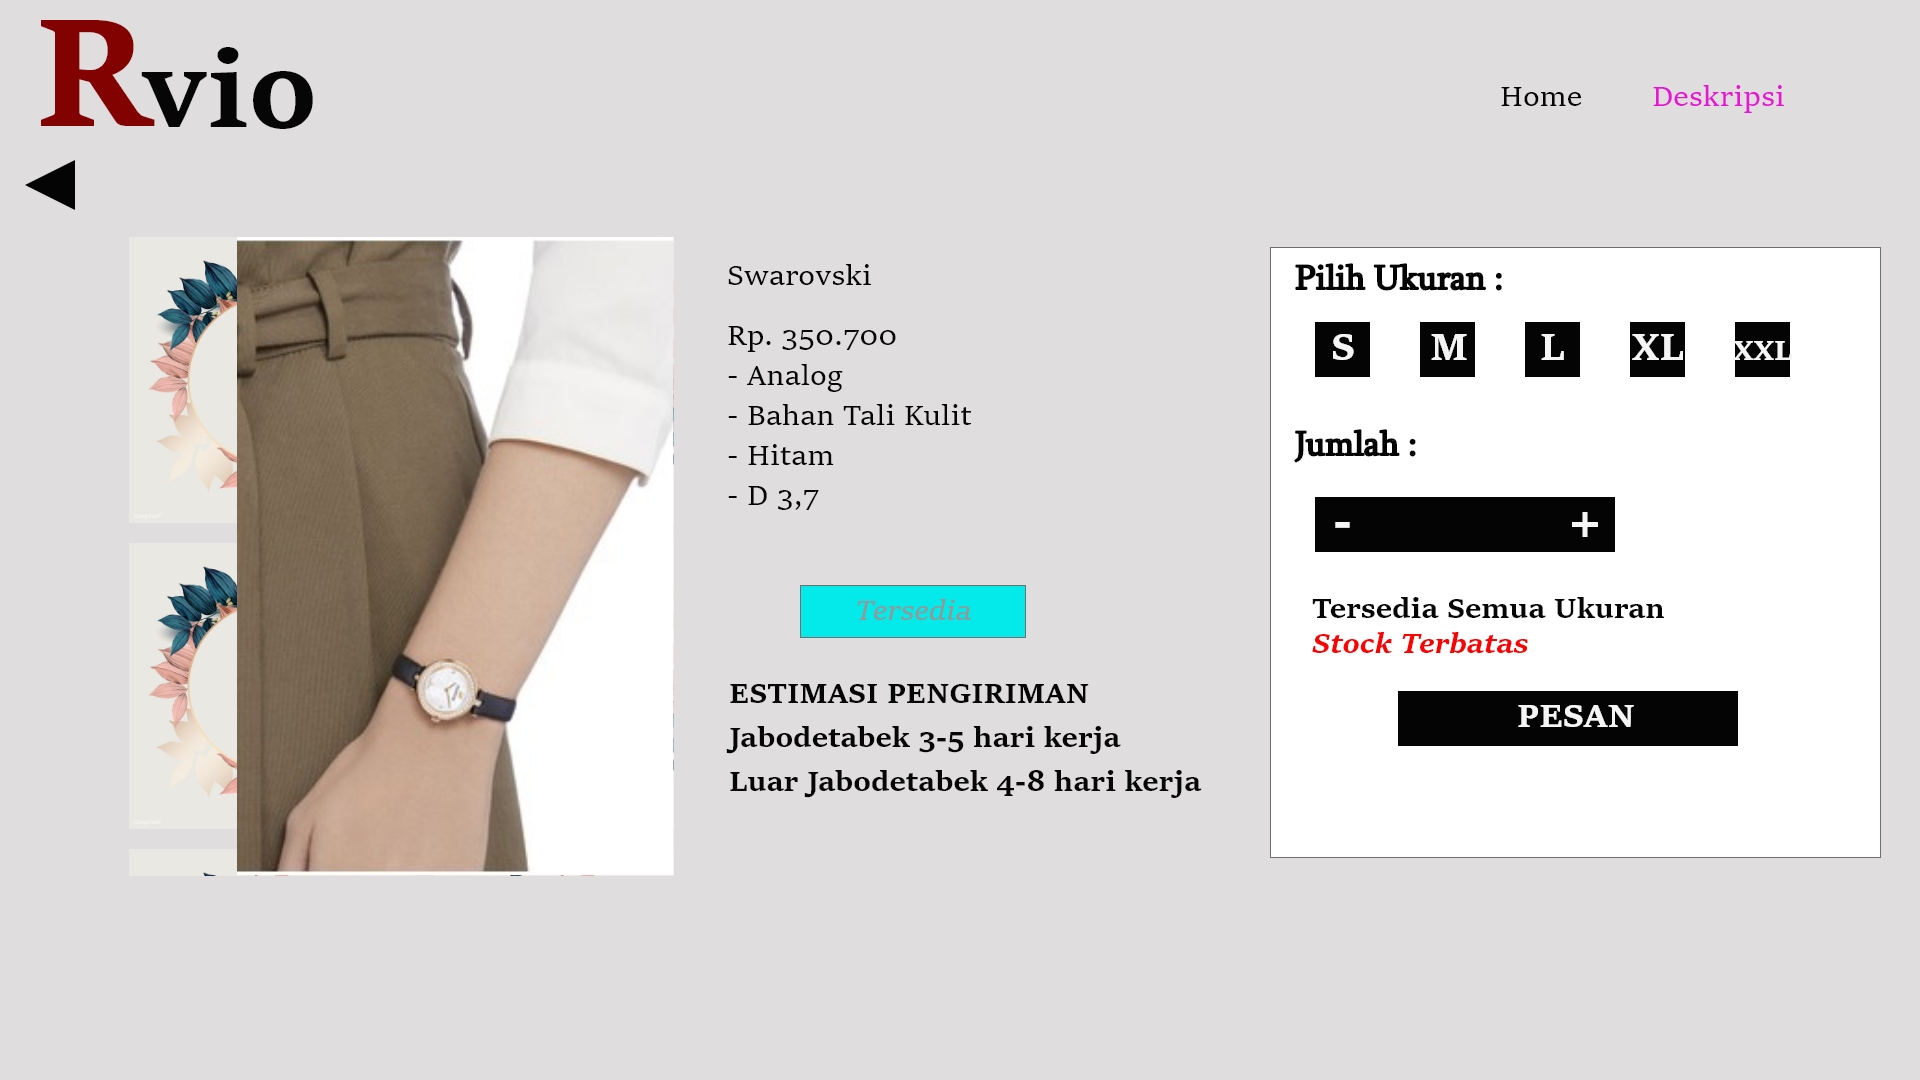 Rvio
Home
Deskripsi
Swarovski
Rp. 350.700
- Analog
- Bahan Tali Kulit
- Hitam
- D 3,7
Tersedia
ESTIMASI PENGIRIMAN
Jabodetabek 3-5 hari kerja
Luar Jabodetabek 4-8 hari kerja
Pilih Ukuran :
S M L XL XXL
Jumlah :
- +
Tersedia Semua Ukuran
Stock Terbatas
PESAN